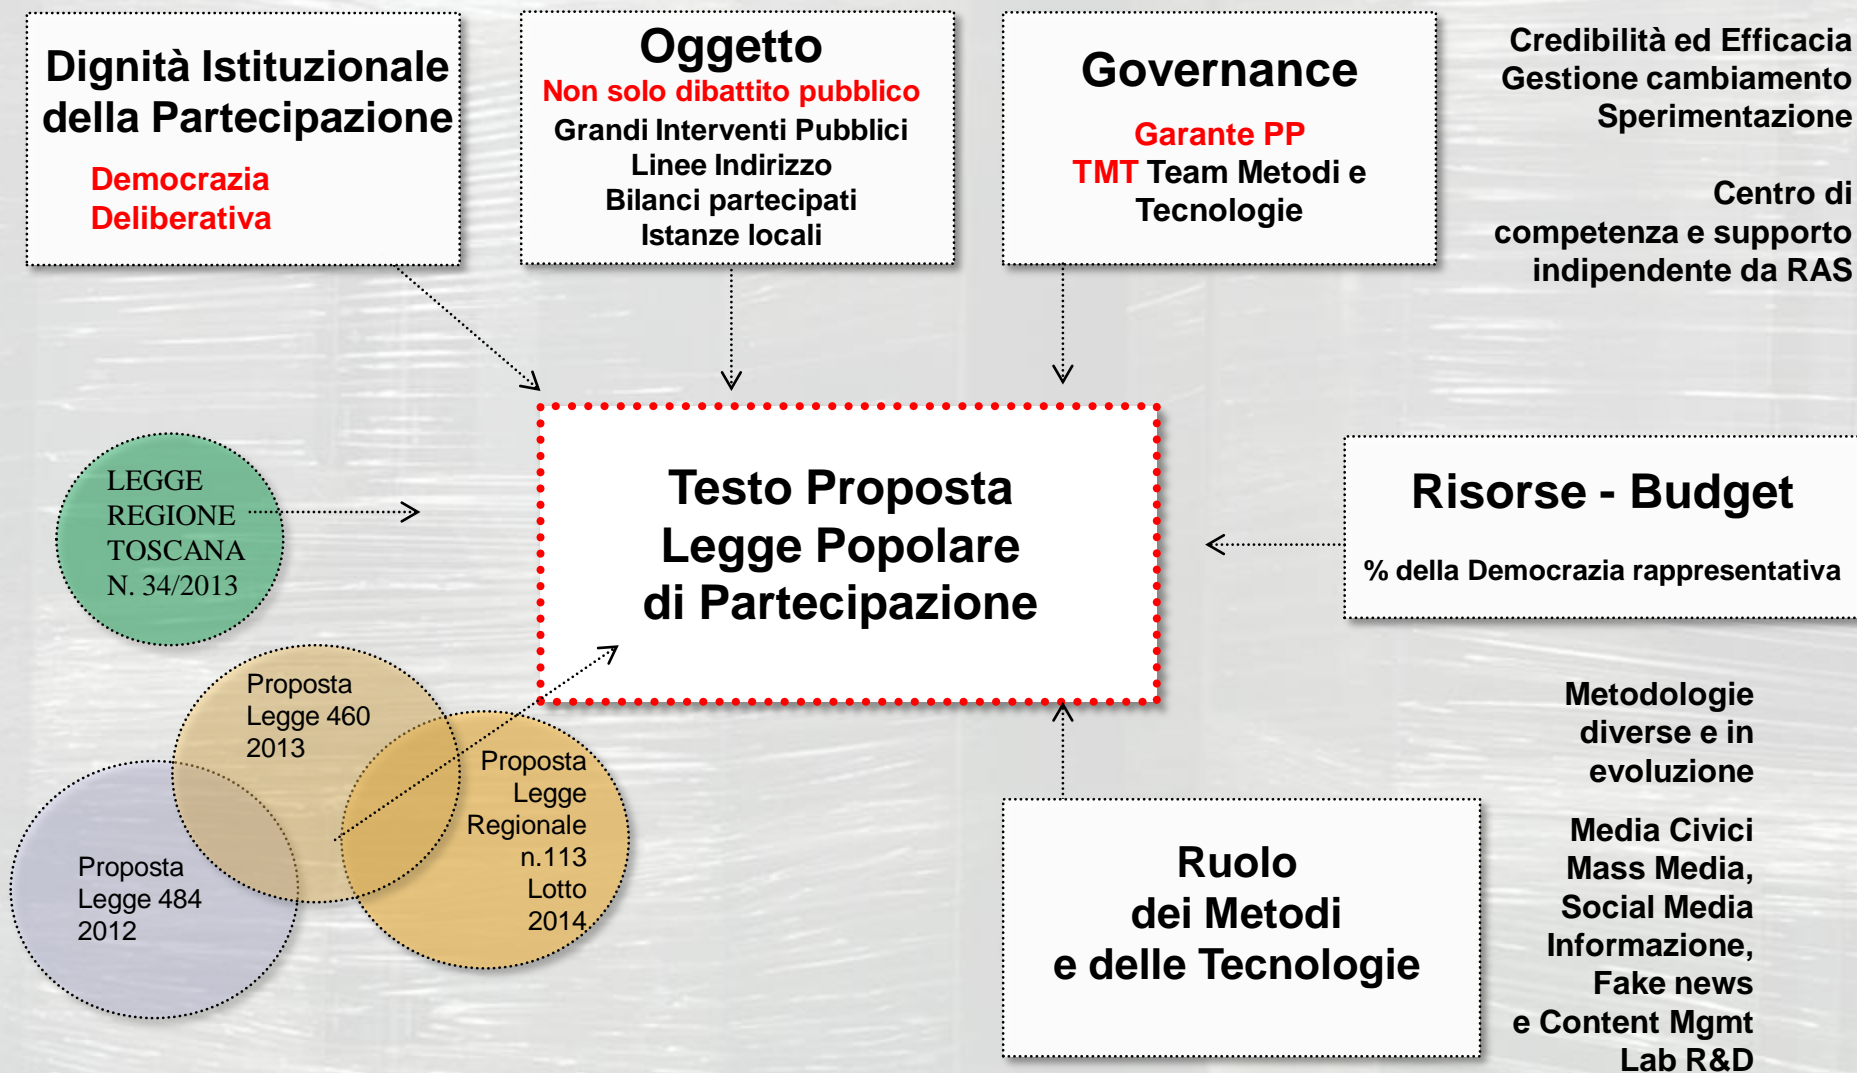 Dignità Istituzionale
della Partecipazione
Democrazia
Deliberativa
Oggetto
Non solo dibattito pubblico
Grandi Interventi Pubblici
Linee Indirizzo
Bilanci partecipati
Istanze locali
Governance
Garante PP
TMT Team Metodi e
Tecnologie
Credibilità ed Efficacia
Gestione cambiamento
Sperimentazione
Centro di
competenza e supporto
indipendente da RAS
LEGGE
REGIONE
TOSCANA
N. 34/2013
Testo Proposta
Legge Popolare
di Partecipazione
Risorse - Budget
% della Democrazia rappresentativa
Proposta
Legge 460
2013
Proposta
Legge
Regionale
n.113
Lotto
2014
Proposta
Legge 484
2012
Ruolo
dei Metodi
e delle Tecnologie
Metodologie
diverse e in
evoluzione
Media Civici
Mass Media,
Social Media
Informazione,
Fake news
e Content Mgmt
Lab R&D